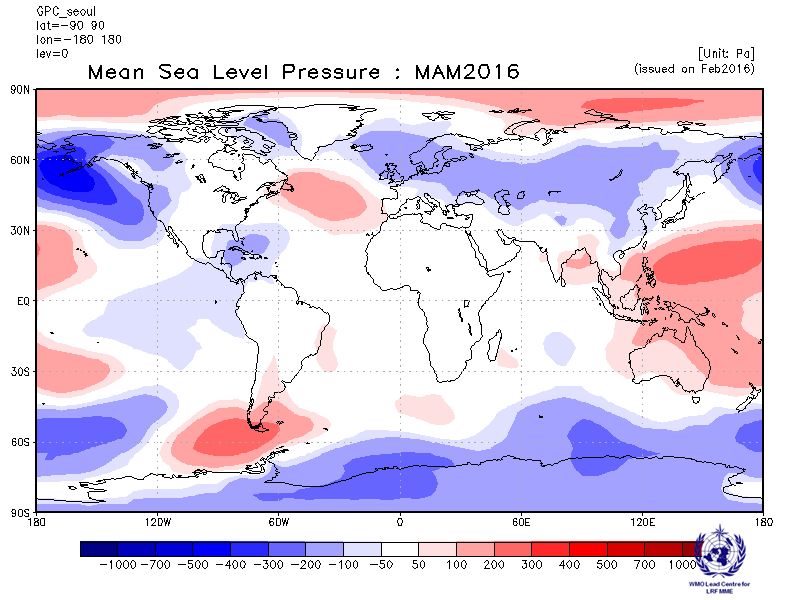 GPC_seoul
lat=-90 90
lon=-180 180
lev=0
[Unit: Pa]
Mean Sea Level Pressure : MAM2016
(issued on Feb2016)
90N
60N
30N
EQ
30S
60S
90S
180 120W 60W 0 60E 120E 180
-1000 -700 -500 -400 -300 -200 -100 -50 50 100 200 300 400 500 700 1000
WMO Lead Centre for
LRF MME